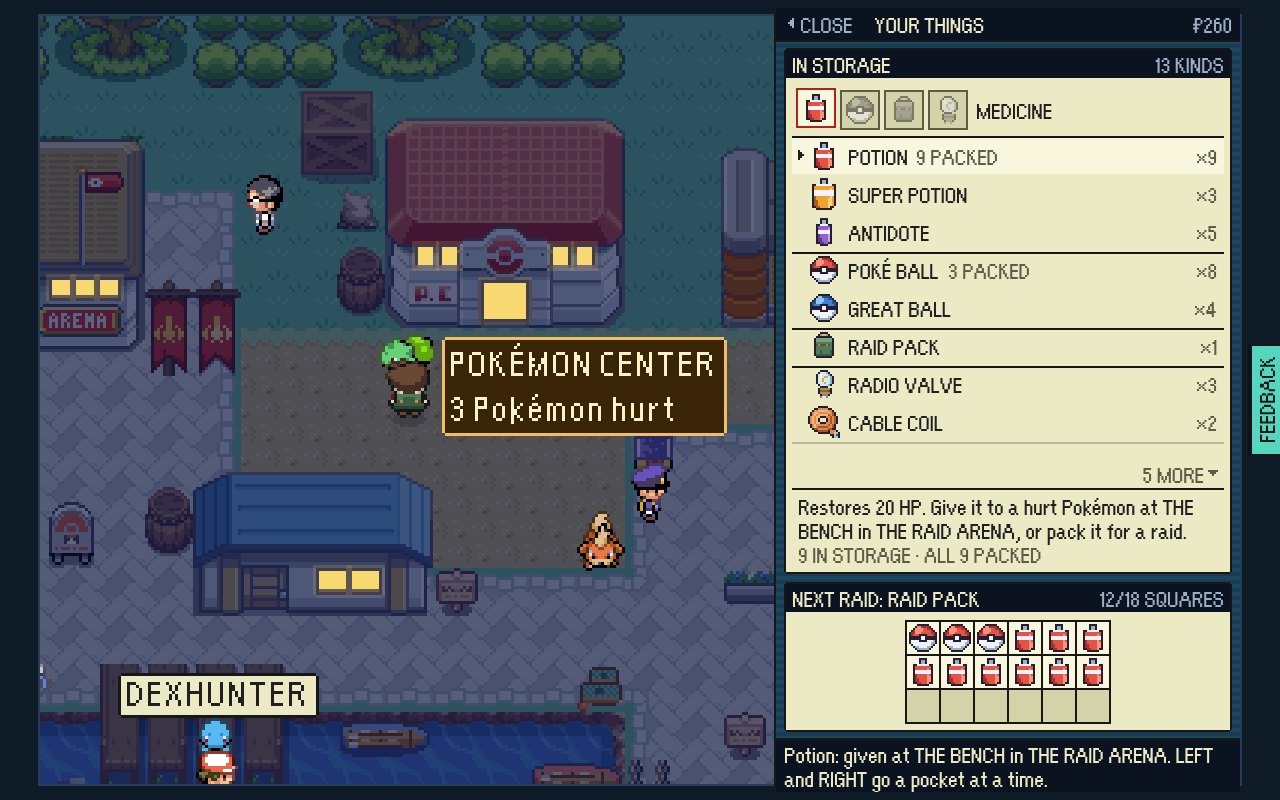 CLOSE YOUR THINGS ₽260
IN STORAGE 13 KINDS
MEDICINE
POTION 9 PACKED ×9
SUPER POTION ×3
ANTIDOTE ×5
POKÉ BALL 3 PACKED ×8
GREAT BALL ×4
RAID PACK ×1
RADIO VALVE ×3
CABLE COIL ×2
5 MORE
Restores 20 HP. Give it to a hurt Pokémon at THE
BENCH in THE RAID ARENA, or pack it for a raid.
9 IN STORAGE · ALL 9 PACKED
NEXT RAID: RAID PACK 12/18 SQUARES
Potion: given at THE BENCH in THE RAID ARENA. LEFT
and RIGHT go a pocket at a time.
P.C
ARENA
POKÉMON CENTER
3 Pokémon hurt
DEXHUNTER
FEEDBACK